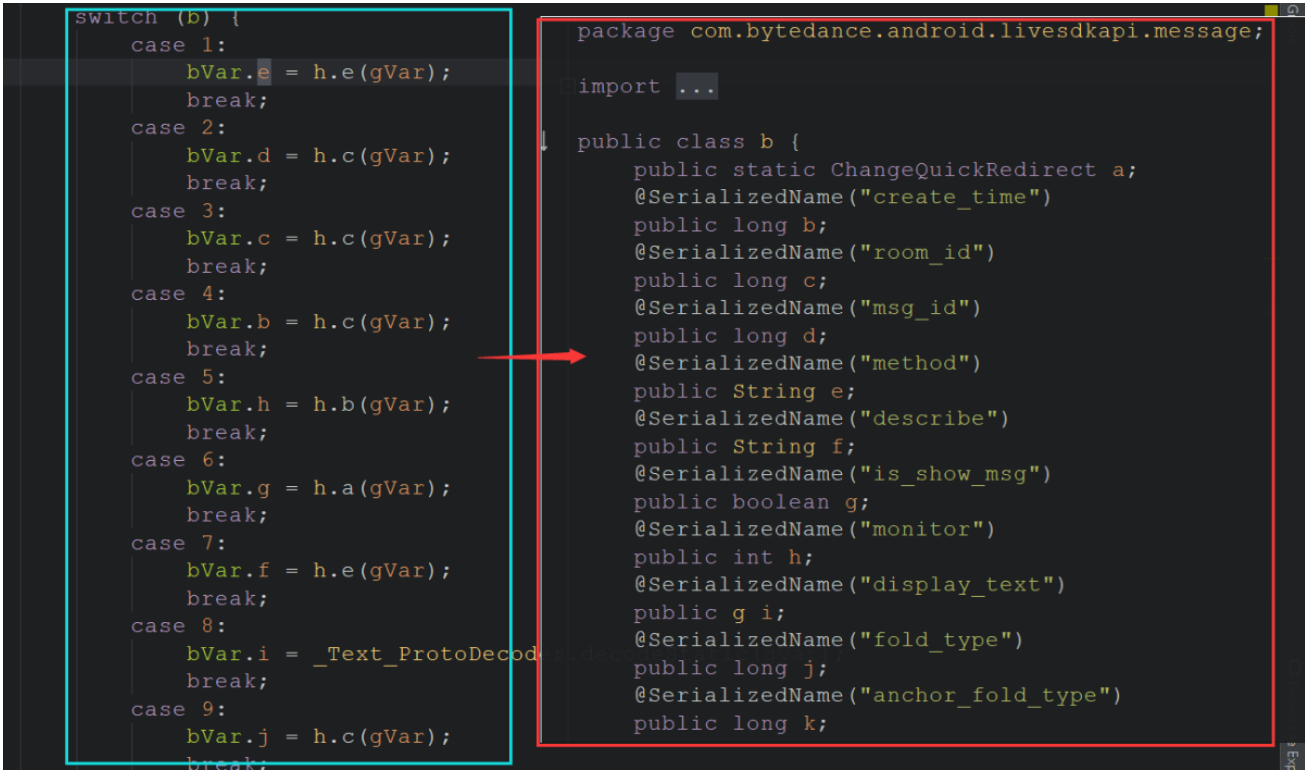 switch (b) {
case 1:
bVar.e = h.e(gVar);
break;
case 2:
bVar.d = h.c(gVar);
break;
case 3:
bVar.c = h.c(gVar);
break;
case 4:
bVar.b = h.c(gVar);
break;
case 5:
bVar.h = h.b(gVar);
break;
case 6:
bVar.g = h.a(gVar);
break;
case 7:
bVar.f = h.e(gVar);
break;
case 8:
bVar.i = _Text_ProtoDecode
break;
case 9:
bVar.j = h.c(gVar);
break;
package com.bytedance.android.livesdkapi.message;
import ...
public class b {
public static ChangeQuickRedirect a;
@SerializedName("create_time")
public long b;
@SerializedName("room_id")
public long c;
@SerializedName("msg_id")
public long d;
@SerializedName("method")
public String e;
@SerializedName("describe")
public String f;
@SerializedName("is_show_msg")
public boolean g;
@SerializedName("monitor")
public int h;
@SerializedName("display_text")
public g i;
@SerializedName("fold_type")
public long j;
@SerializedName("anchor_fold_type")
public long k;